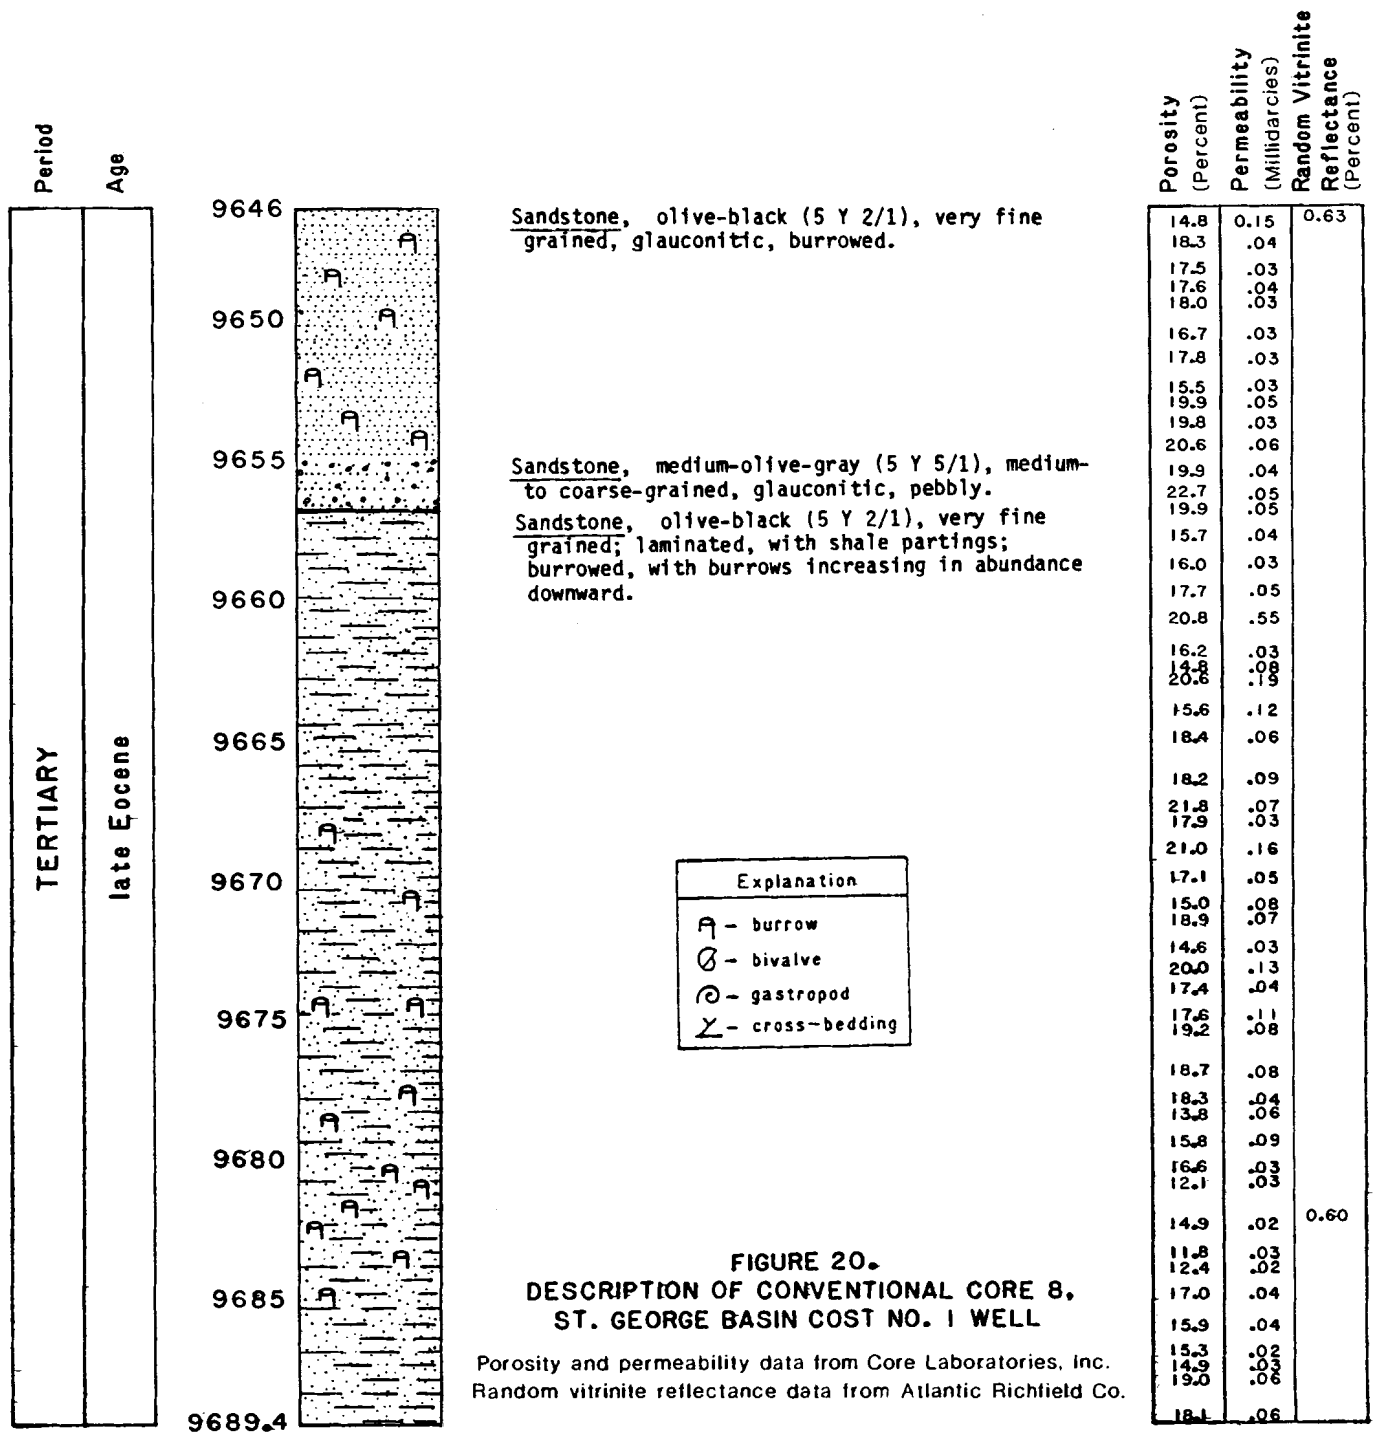 Period
Age
Porosity
(Percent)
Permeability
(Millidarcies)
Random Vitrinite
Reflectance
(Percent)
TERTIARY
late Eocene
9646
9650
9655
9660
9665
9670
9675
9680
9685
9689.4
Sandstone, olive-black (5 Y 2/1), very fine
grained, glauconitic, burrowed.
Sandstone, medium-olive-gray (5 Y 5/1), medium-
to coarse-grained, glauconitic, pebbly.
Sandstone, olive-black (5 Y 2/1), very fine
grained; laminated, with shale partings;
burrowed, with burrows increasing in abundance
downward.
Explanation
- burrow
- bivalve
- gastropod
- cross-bedding
14.8 0.15 0.63
18.3 .04
17.5 .03
17.6 .04
18.0 .03
16.7 .03
17.8 .03
15.5 .03
19.9 .05
19.8 .03
20.6 .06
19.9 .04
22.7 .05
19.9 .05
15.7 .04
16.0 .03
17.7 .05
20.8 .55
16.2 .03
14.8 .08
20.6 .19
15.6 .12
18.4 .06
18.2 .09
21.8 .07
17.9 .03
21.0 .16
17.1 .05
15.0 .08
18.9 .07
14.6 .03
20.0 .13
17.4 .04
17.6 .11
19.2 .08
18.7 .08
18.3 .04
13.8 .06
15.8 .09
16.6 .03
12.1 .03
14.9 .02 0.60
11.8 .03
12.4 .02
17.0 .04
15.9 .04
15.3 .02
14.9 .03
19.0 .06
18.1 .06
FIGURE 20.
DESCRIPTION OF CONVENTIONAL CORE 8,
ST. GEORGE BASIN COST NO. 1 WELL
Porosity and permeability data from Core Laboratories, Inc.
Random vitrinite reflectance data from Atlantic Richfield Co.